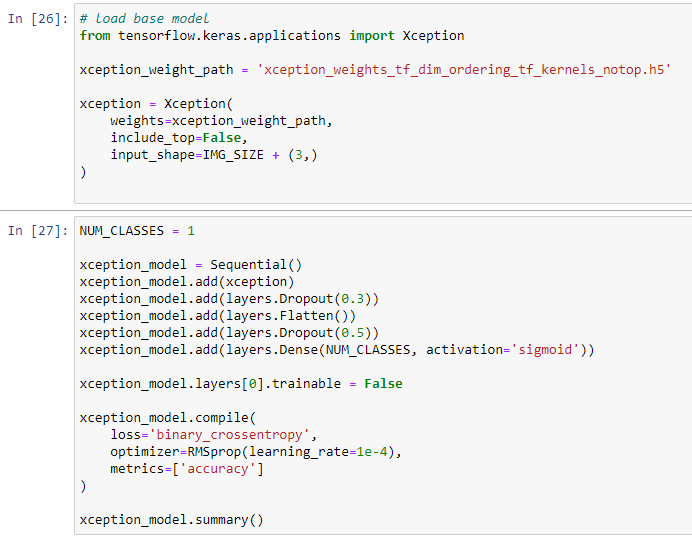 In [26]: # load base model
from tensorflow.keras.applications import Xception
xception_weight_path = 'xception_weights_tf_dim_ordering_tf_kernels_notop.h5'
xception = Xception(
    weights=xception_weight_path,
    include_top=False,
    input_shape=IMG_SIZE + (3,)
)
In [27]: NUM_CLASSES = 1
xception_model = Sequential()
xception_model.add(xception)
xception_model.add(layers.Dropout(0.3))
xception_model.add(layers.Flatten())
xception_model.add(layers.Dropout(0.5))
xception_model.add(layers.Dense(NUM_CLASSES, activation='sigmoid'))
xception_model.layers[0].trainable = False
xception_model.compile(
    loss='binary_crossentropy',
    optimizer=RMSprop(learning_rate=1e-4),
    metrics=['accuracy']
)
xception_model.summary()